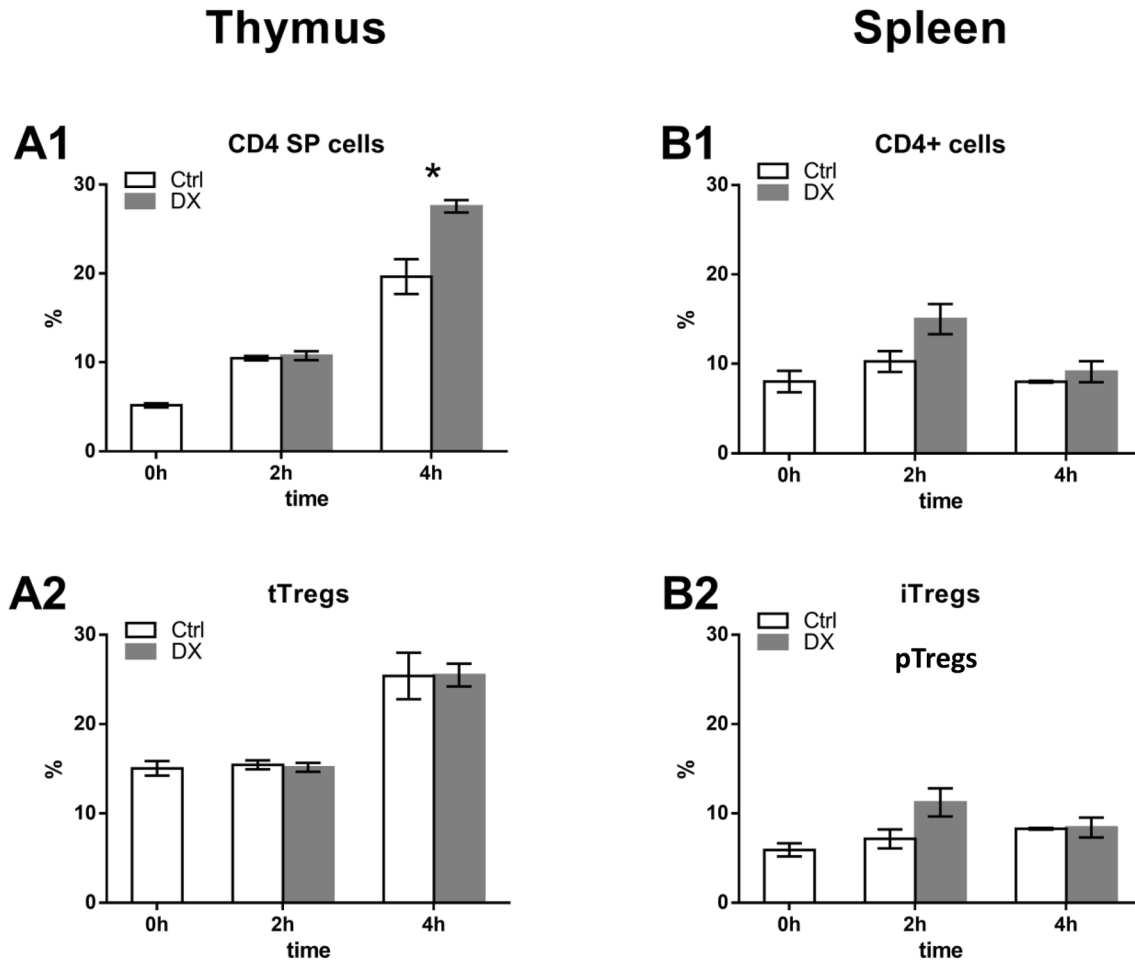 Thymus
Spleen
A1
CD4 SP cells
*
Ctrl
DX
30
20
10
0
%
0h 2h 4h
time
B1
CD4+ cells
Ctrl
DX
30
20
10
0
%
0h 2h 4h
time
A2
tTregs
Ctrl
DX
30
20
10
0
%
0h 2h 4h
time
B2
iTregs
Ctrl
DX
pTregs
30
20
10
0
%
0h 2h 4h
time